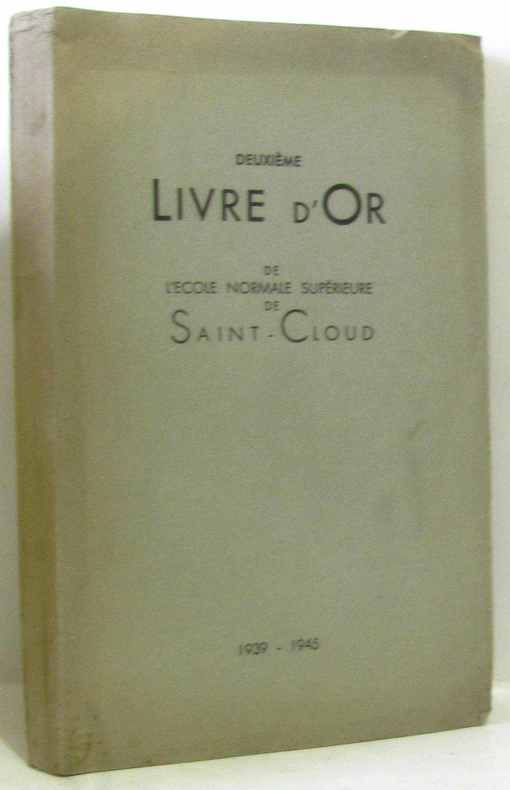 DEUXIÈME
LIVRE D'OR
DE
L'ECOLE NORMALE SUPÉRIEURE
DE
SAINT-CLOUD
1939 - 1945